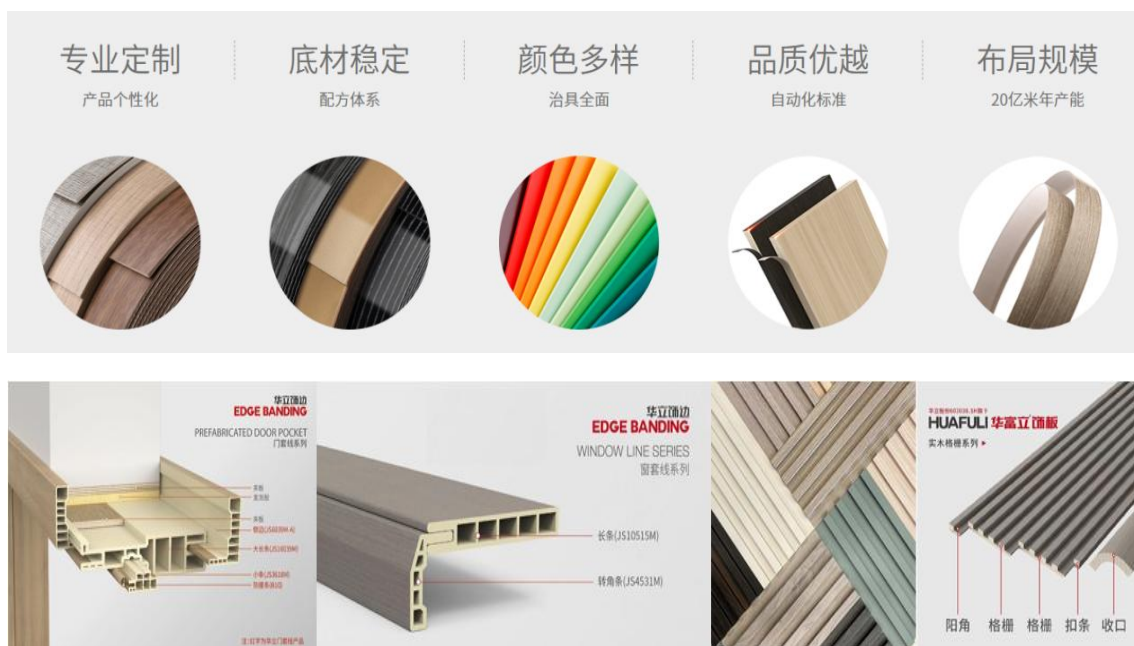 专业定制
产品个性化
底材稳定
配方体系
颜色多样
治具全面
品质优越
自动化标准
布局规模
20亿米年产能
华立饰边
EDGE BANDING
PREFABRICATED DOOR POCKET
门套线系列
大长条(JS16039M)
华立饰边
EDGE BANDING
WINDOW LINE SERIES
窗套线系列
长条(JS10515M)
转角条(JS4531M)
HUAFULI 华富立饰板
实木格栅系列
阳角
格栅
格栅
扣条
收口